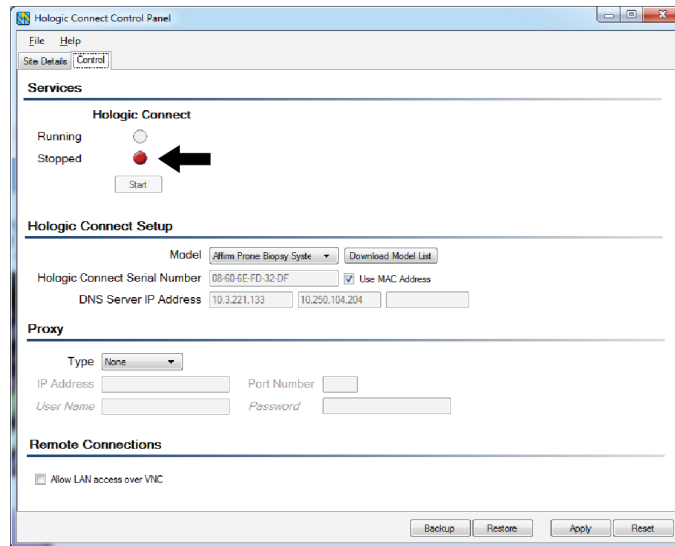 Hologic Connect Control Panel
File Help
Site Details Control
Services
Hologic Connect
Running
Stopped
Start
Hologic Connect Setup
Model Affirm Prone Biopsy Syste Download Model List
Hologic Connect Serial Number 08-60-6E-FD-32-DF Use MAC Address
DNS Server IP Address 10.3.221.133 10.250.104.204
Proxy
Type None
IP Address Port Number
User Name Password
Remote Connections
Allow LAN access over VNC
Backup Restore Apply Reset